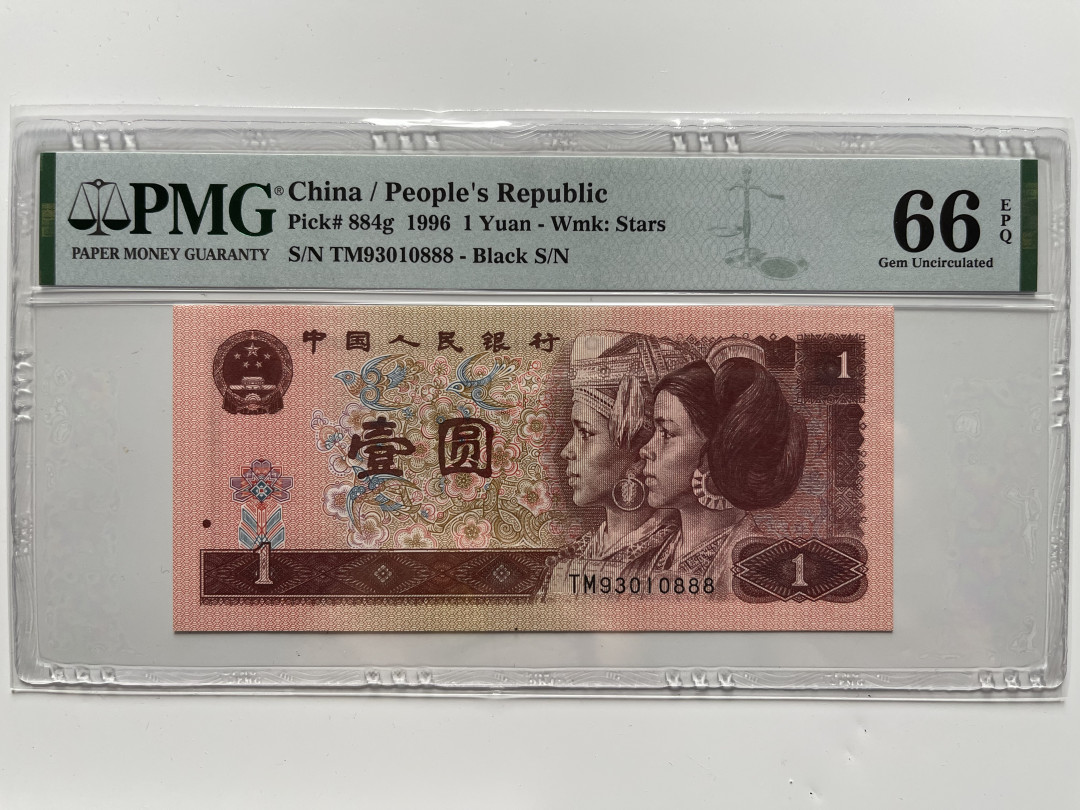 PMG®
PAPER MONEY GUARANTY
China / People's Republic
Pick# 884g 1996 1 Yuan - Wmk: Stars
S/N TM93010888 - Black S/N
66
EPQ
Gem Uncirculated
中国人民银行
1
壹圆
1
TM93010888
1